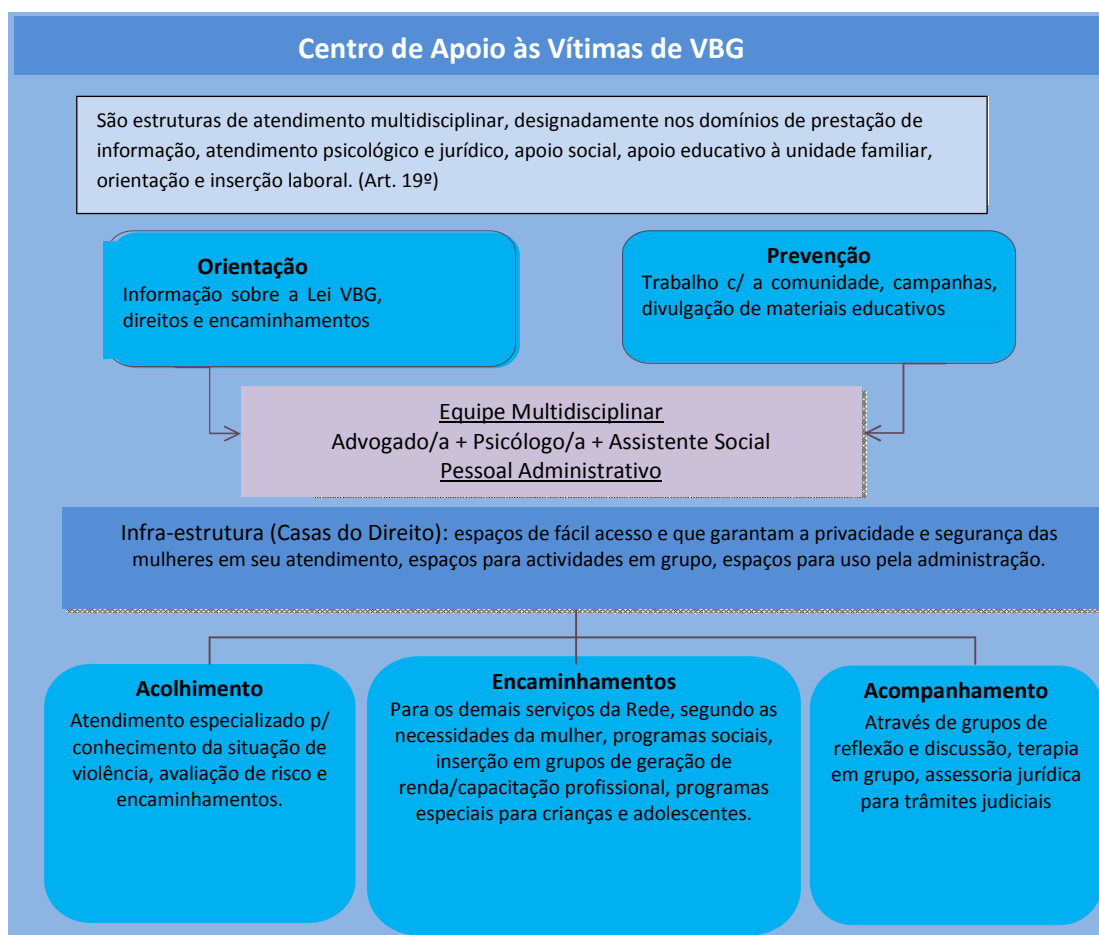 Centro de Apoio às Vítimas de VBG
São estruturas de atendimento multidisciplinar, designadamente nos domínios de prestação de
informação, atendimento psicológico e jurídico, apoio social, apoio educativo à unidade familiar,
orientação e inserção laboral. (Art. 19º)
Orientação
Informação sobre a Lei VBG,
direitos e encaminhamentos
Prevenção
Trabalho c/ a comunidade, campanhas,
divulgação de materiais educativos
Equipe Multidisciplinar
Advogado/a + Psicólogo/a + Assistente Social
Pessoal Administrativo
Infra-estrutura (Casas do Direito): espaços de fácil acesso e que garantam a privacidade e segurança das
mulheres em seu atendimento, espaços para actividades em grupo, espaços para uso pela administração.
Acolhimento
Atendimento especializado p/
conhecimento da situação de
violência, avaliação de risco e
encaminhamentos.
Encaminhamentos
Para os demais serviços da Rede, segundo as
necessidades da mulher, programas sociais,
inserção em grupos de geração de
renda/capacitação profissional, programas
especiais para crianças e adolescentes.
Acompanhamento
Através de grupos de
reflexão e discussão, terapia
em grupo, assessoria jurídica
para trâmites judiciais